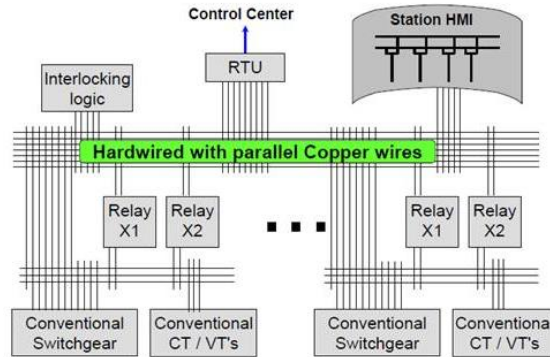 Control Center
Station HMI
RTU
Interlocking
logic
Hardwired with parallel Copper wires
Relay
X1
Relay
X2
Relay
X1
Relay
X2
Conventional
Switchgear
Conventional
CT / VT's
Conventional
Switchgear
Conventional
CT / VT's